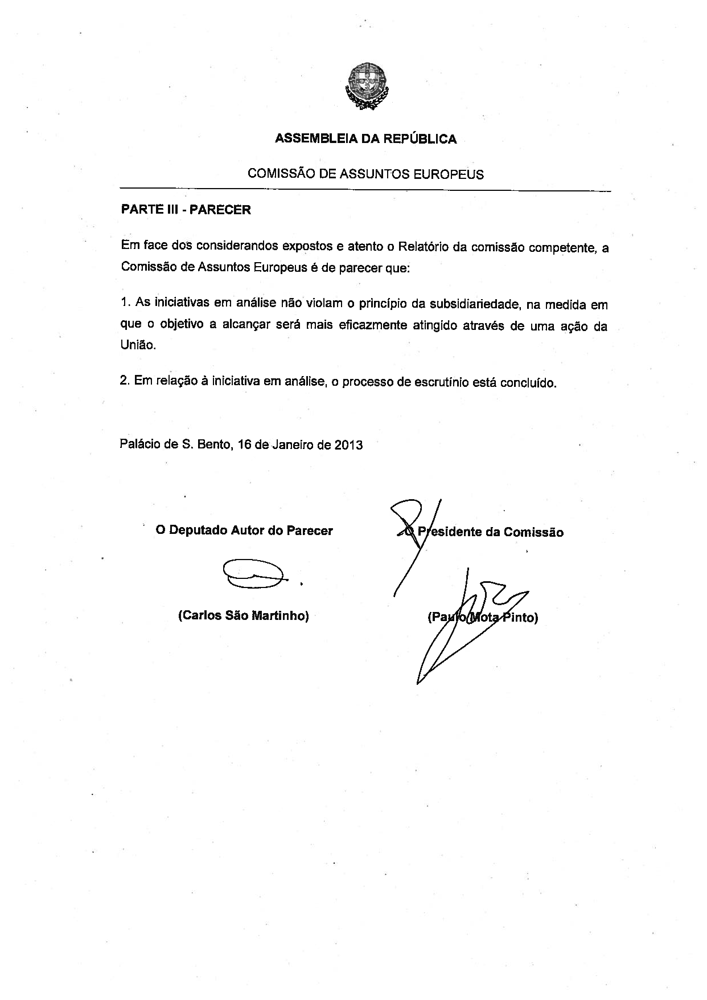 ASSEMBLEIA DA REPÚBLICA
COMISSÃO DE ASSUNTOS EUROPEUS
PARTE III - PARECER
Em face dos considerandos expostos e atento o Relatório da comissão competente, a
Comissão de Assuntos Europeus é de parecer que:
1. As iniciativas em análise não violam o princípio da subsidiariedade, na medida em
que o objetivo a alcançar será mais eficazmente atingido através de uma ação da
União.
2. Em relação à iniciativa em análise, o processo de escrutínio está concluído.
Palácio de S. Bento, 16 de Janeiro de 2013
O Deputado Autor do Parecer
O Presidente da Comissão
(Carlos São Martinho)
(Paulo Mota Pinto)